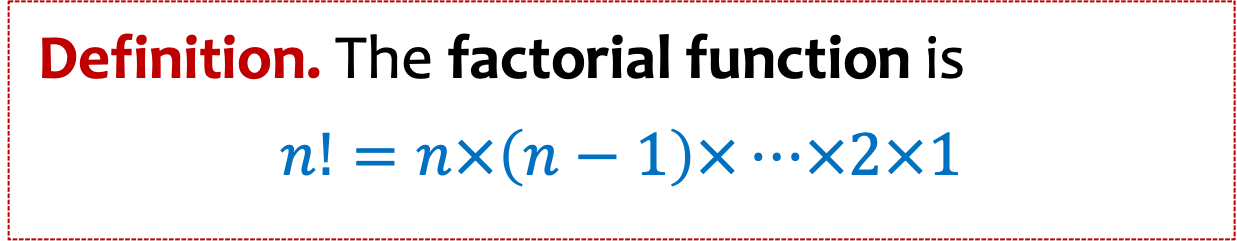 Definition. The factorial function is
n! = n×(n − 1)× ⋯×2×1